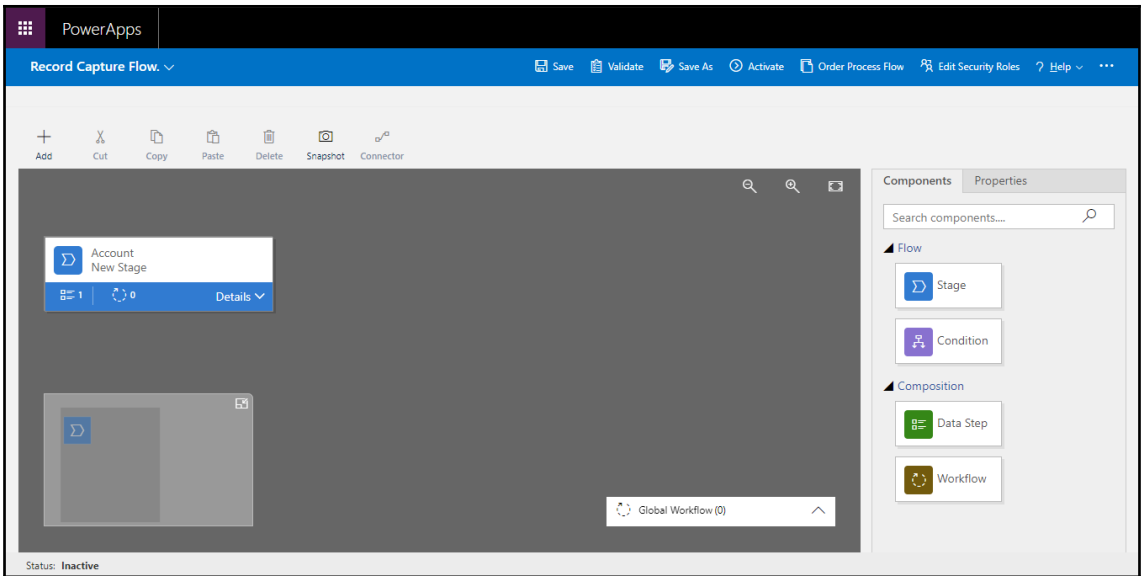 PowerApps
Record Capture Flow.
Save Validate Save As Activate Order Process Flow Edit Security Roles ? Help ...
Add Cut Copy Paste Delete Snapshot Connector
Components Properties
Search components....
Flow
Account
New Stage
Stage
1 0 Details
Condition
Composition
Data Step
Workflow
Global Workflow (0)
Status: Inactive